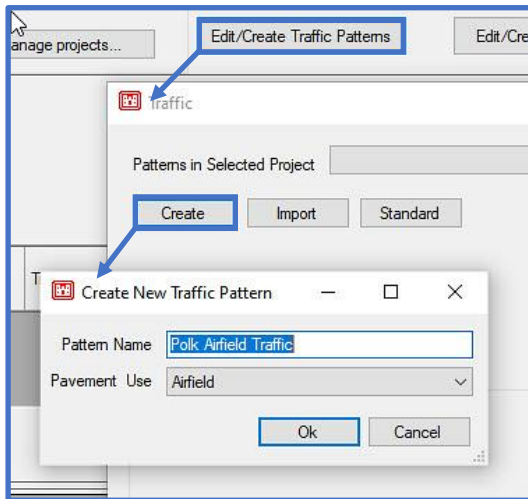 anage projects...
Edit/Create Traffic Patterns
Edit/Cre
Traffic
Patterns in Selected Project
Create
Import
Standard
T
Create New Traffic Pattern
Pattern Name
Polk Airfield Traffic
Pavement Use
Airfield
Ok
Cancel